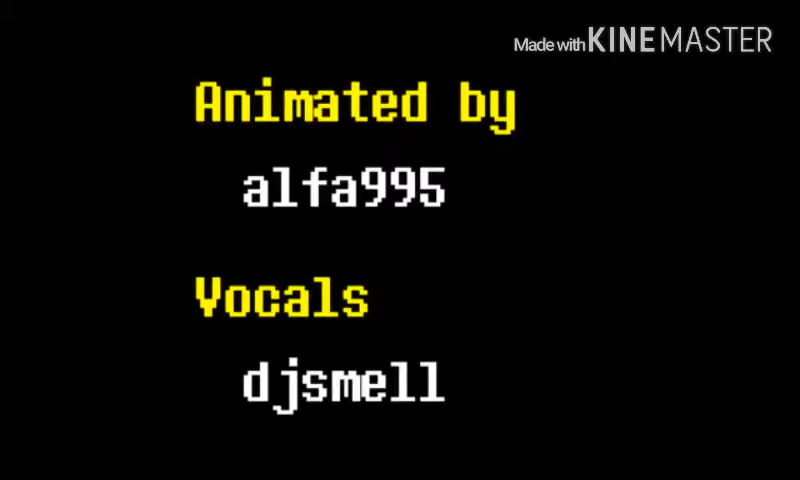 Made with KINEMASTER
Animated by
alfa995
Vocals
djsmell